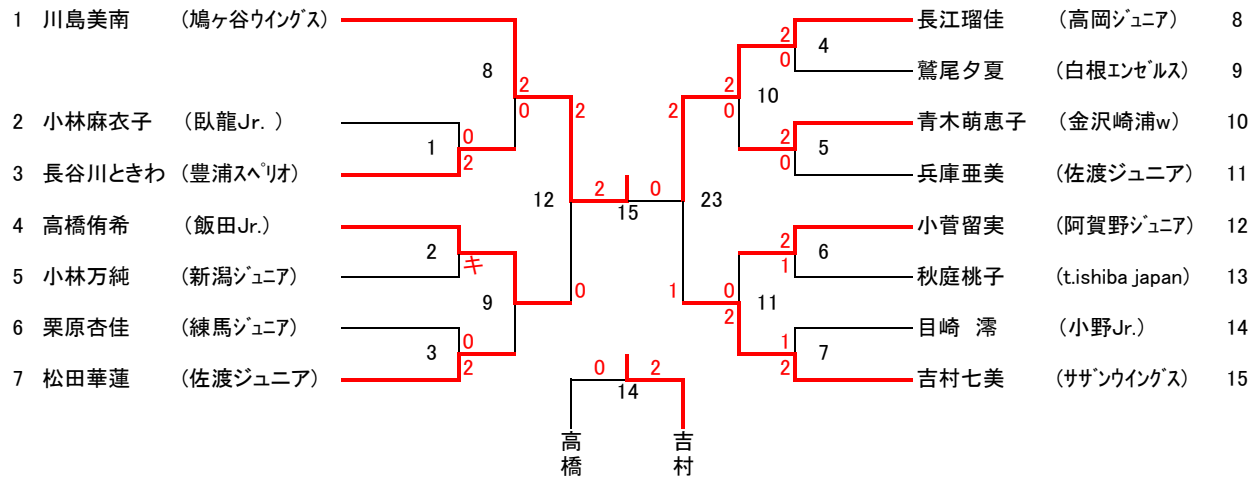 1 川島美南 (鳩ヶ谷ウイングス) 長江瑠佳 (高岡ジュニア) 8
2 4
8 0
鷲尾夕夏 (白根エンゼルス) 9
2 2 2 2 10
0 0
2 小林麻衣子 (臥龍Jr. ) 青木萌恵子 (金沢崎浦w) 10
0 2
1 5
2 0
3 長谷川ときわ (豊浦スペリオ) 兵庫亜美 (佐渡ジュニア) 11
12 2 0 23
15
4 高橋侑希 (飯田Jr.) 小菅留実 (阿賀野ジュニア) 12
2 2 6
キ 1
5 小林万純 (新潟ジュニア) 秋庭桃子 (t.ishiba japan) 13
9 0 1 0 11
2
6 栗原杏佳 (練馬ジュニア) 目崎 澪 (小野Jr.) 14
0 1
3 7
2 0 2 2
7 松田華蓮 (佐渡ジュニア) 吉村七美 (サザンウイングス) 15
14
高橋 吉村